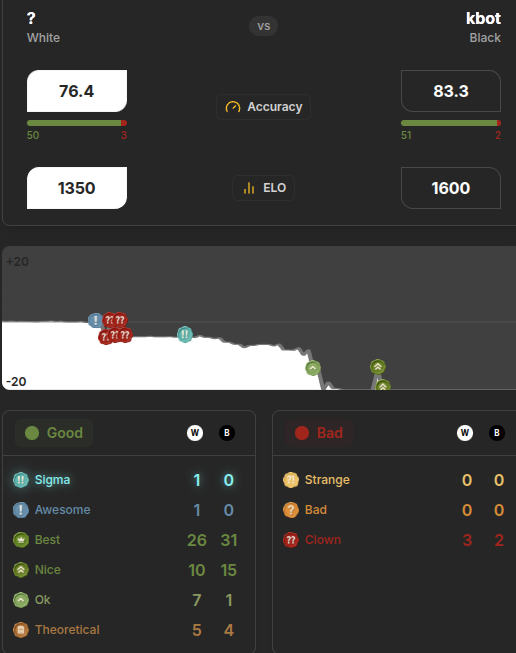 ?
kbot
White
VS
Black
76.4
Accuracy
83.3
50 3
51 2
1350
ELO
1600
+20
! ?? ??
?? ?? ??
!!
-20
Good W B
Bad W B
!! Sigma 1 0
?! Strange 0 0
! Awesome 1 0
? Bad 0 0
Best 26 31
?? Clown 3 2
Nice 10 15
Ok 7 1
Theoretical 5 4